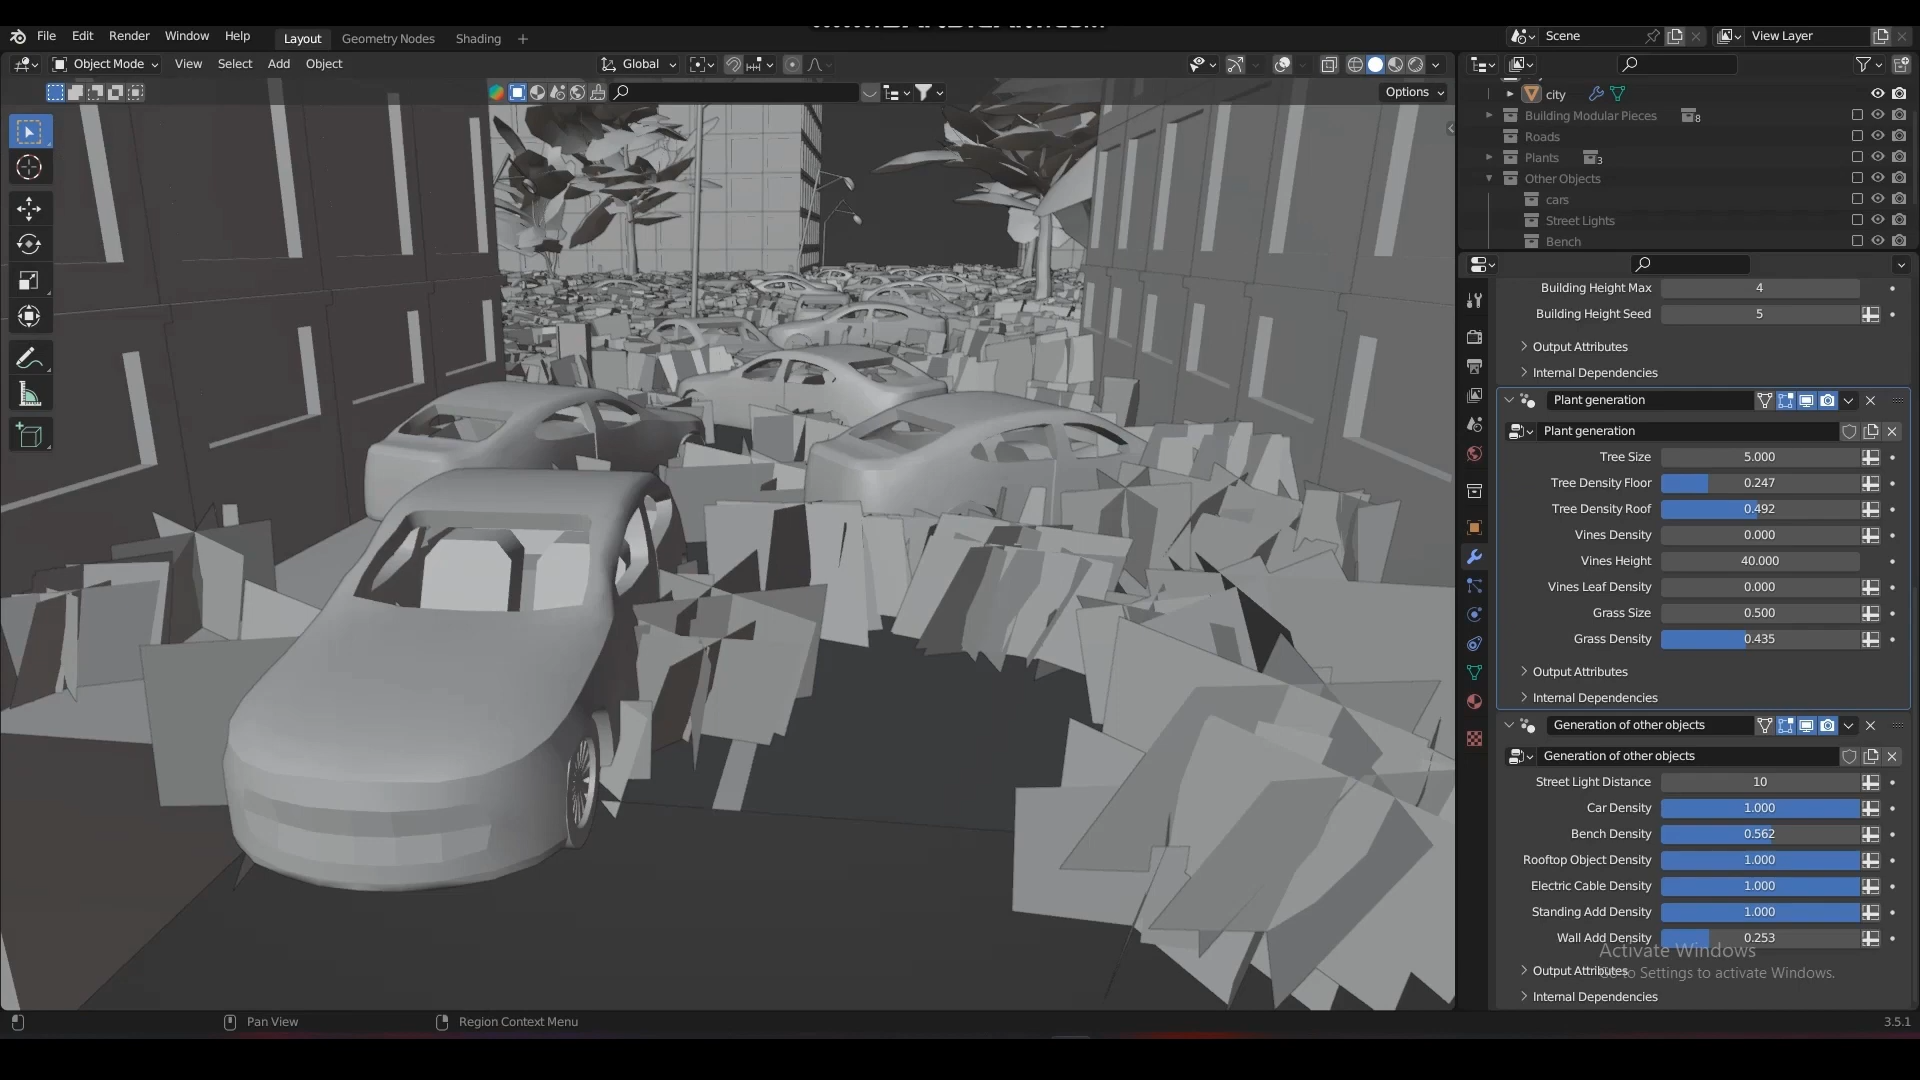 File Edit Render Window Help Layout Geometry Nodes Shading + Scene View Layer
Object Mode View Select Add Object Global
Options
city
Building Modular Pieces 8
Roads
Plants 3
Other Objects
cars
Street Lights
Bench
Building Height Max 4
Building Height Seed 5
Output Attributes
Internal Dependencies
Plant generation
Plant generation
Tree Size 5.000
Tree Density Floor 0.247
Tree Density Roof 0.492
Vines Density 0.000
Vines Height 40.000
Vines Leaf Density 0.000
Grass Size 0.500
Grass Density 0.435
Output Attributes
Internal Dependencies
Generation of other objects
Generation of other objects
Street Light Distance 10
Car Density 1.000
Bench Density 0.562
Rooftop Object Density 1.000
Electric Cable Density 1.000
Standing Add Density 1.000
Wall Add Density 0.253
Activate Windows
Output Attributes
Go to Settings to activate Windows.
Internal Dependencies
Pan View Region Context Menu 3.5.1